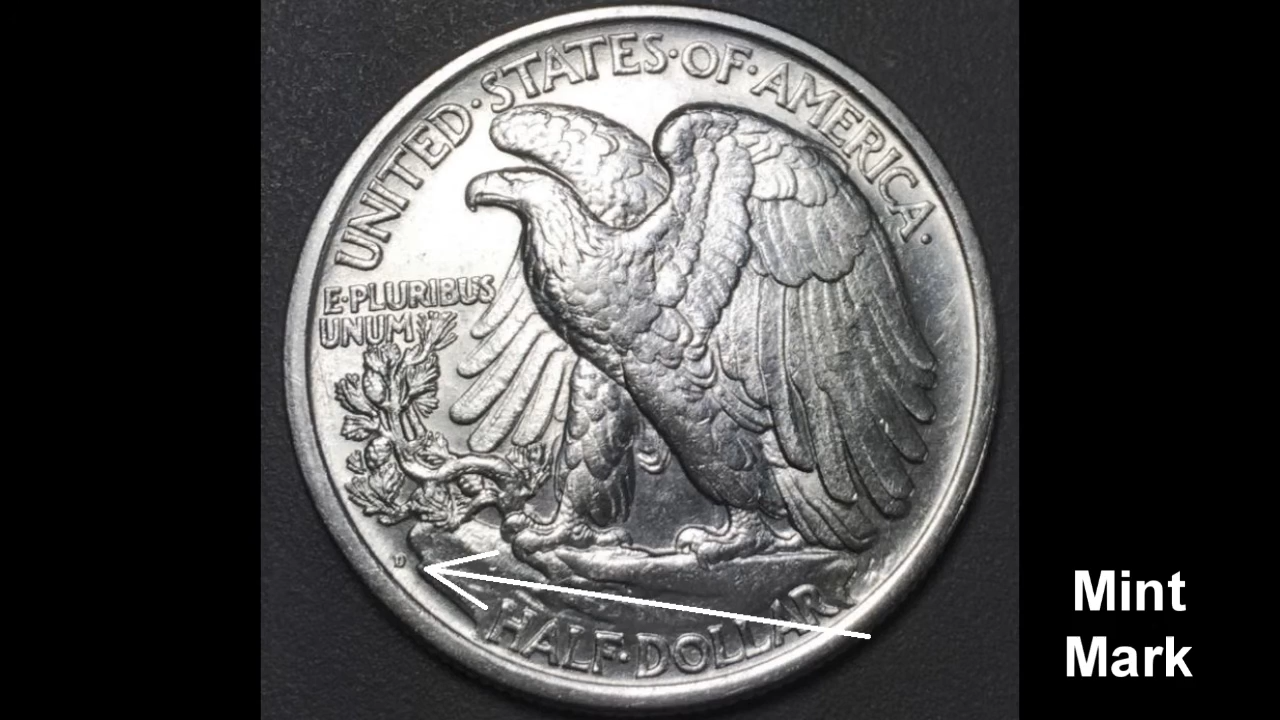 UNITED·STATES·OF·AMERICA·
E·PLURIBUS
UNUM
D
HALF·DOLLAR
Mint
Mark